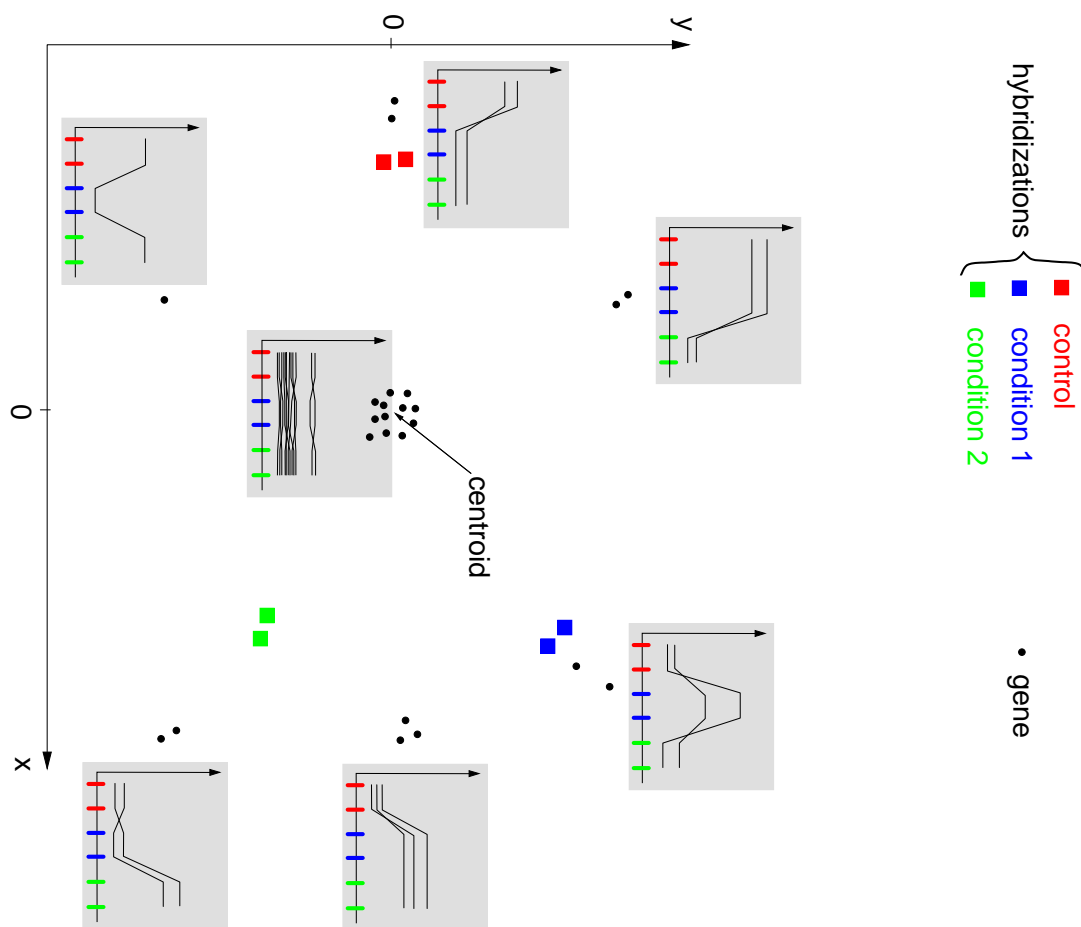 hybridizations
control
condition 1
condition 2
gene
y
0
centroid
0
x